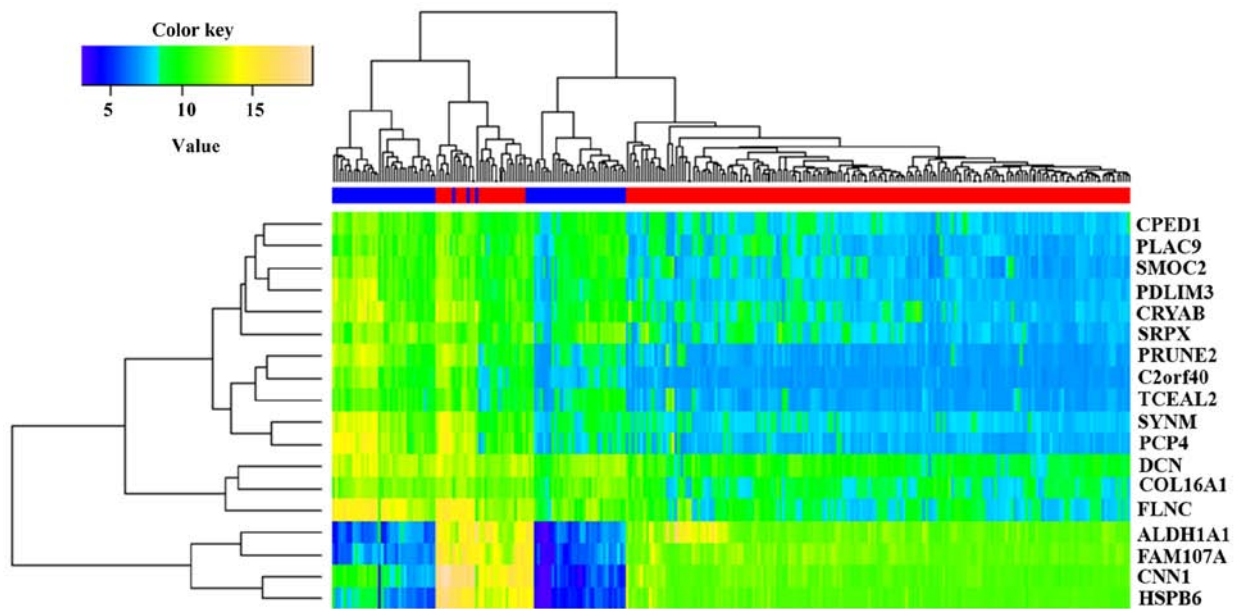 Color key
5 10 15
Value
CPED1
PLAC9
SMOC2
PDLIM3
CRYAB
SRPX
PRUNE2
C2orf40
TCEAL2
SYNM
PCP4
DCN
COL16A1
FLNC
ALDH1A1
FAM107A
CNN1
HSPB6